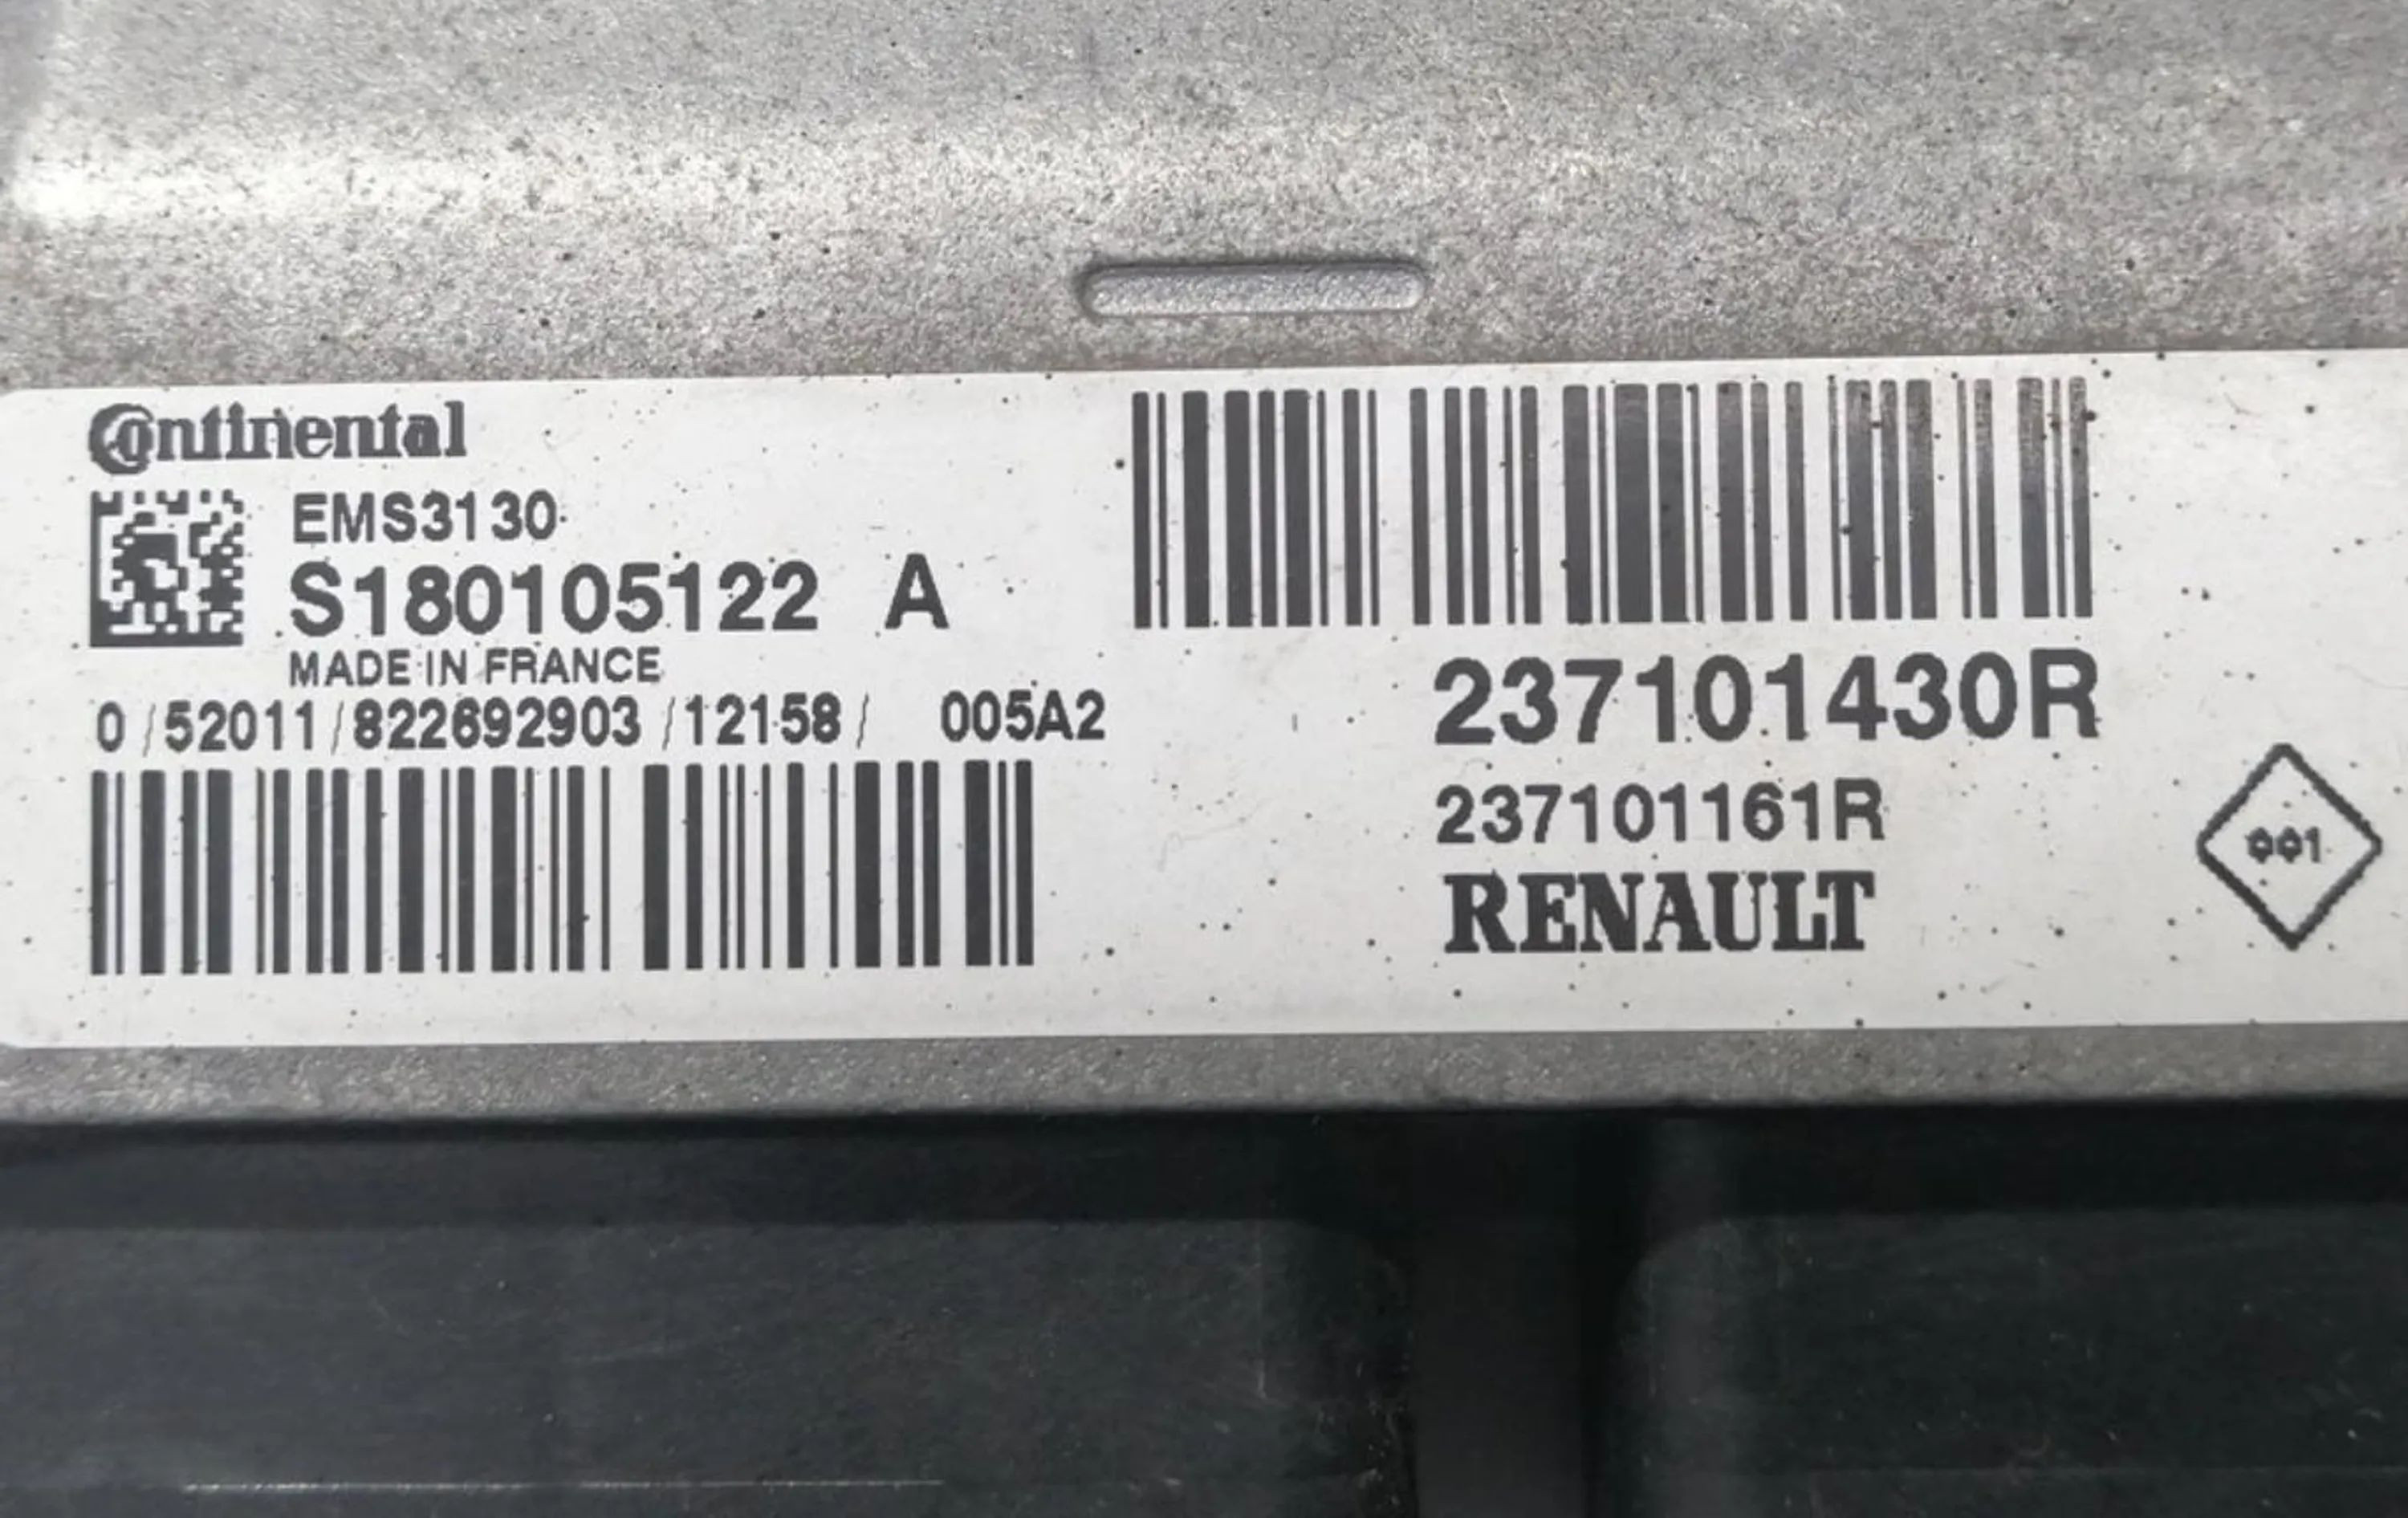 Continental
EMS3130
S180105122 A
MADE IN FRANCE
0/52011/822692903/12158/ 005A2
237101430R
237101161R
RENAULT
001